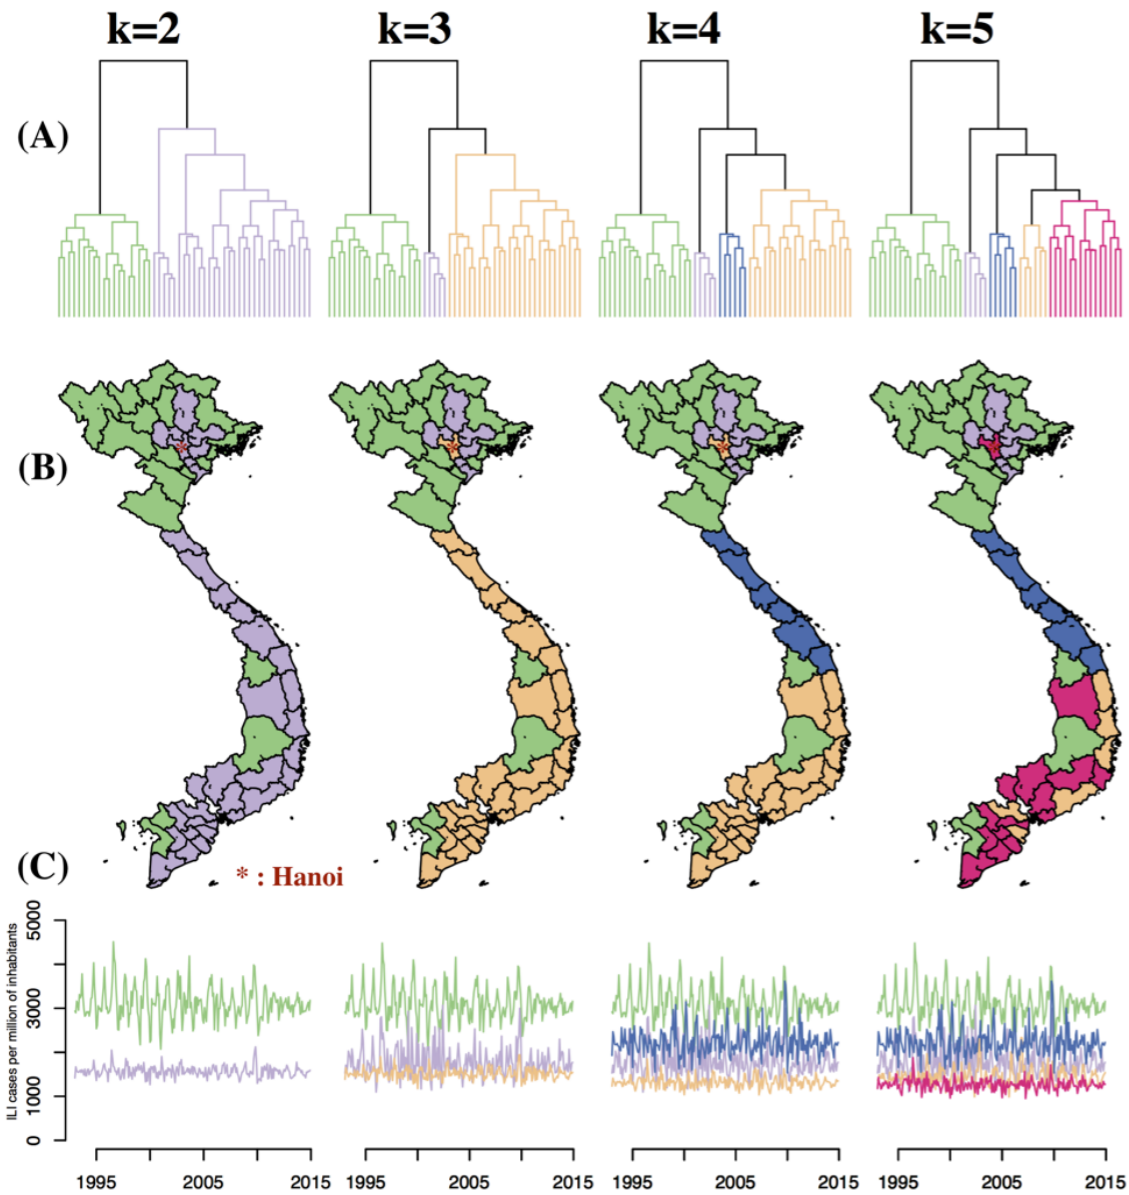 k=2 k=3 k=4 k=5
(A)
(B)
* : Hanoi
(C)
ILI cases per million of inhabitants
5000
3000
1000
0
1995 2005 2015 1995 2005 2015 1995 2005 2015 1995 2005 2015